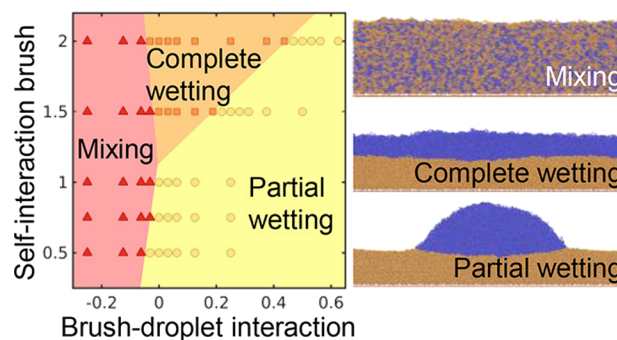 Self-interaction brush
2
1.5
1
0.5
Complete
wetting
Mixing
Partial
wetting
-0.2
0
0.2
0.4
0.6
Brush-droplet interaction
Mixing
Complete wetting
Partial wetting